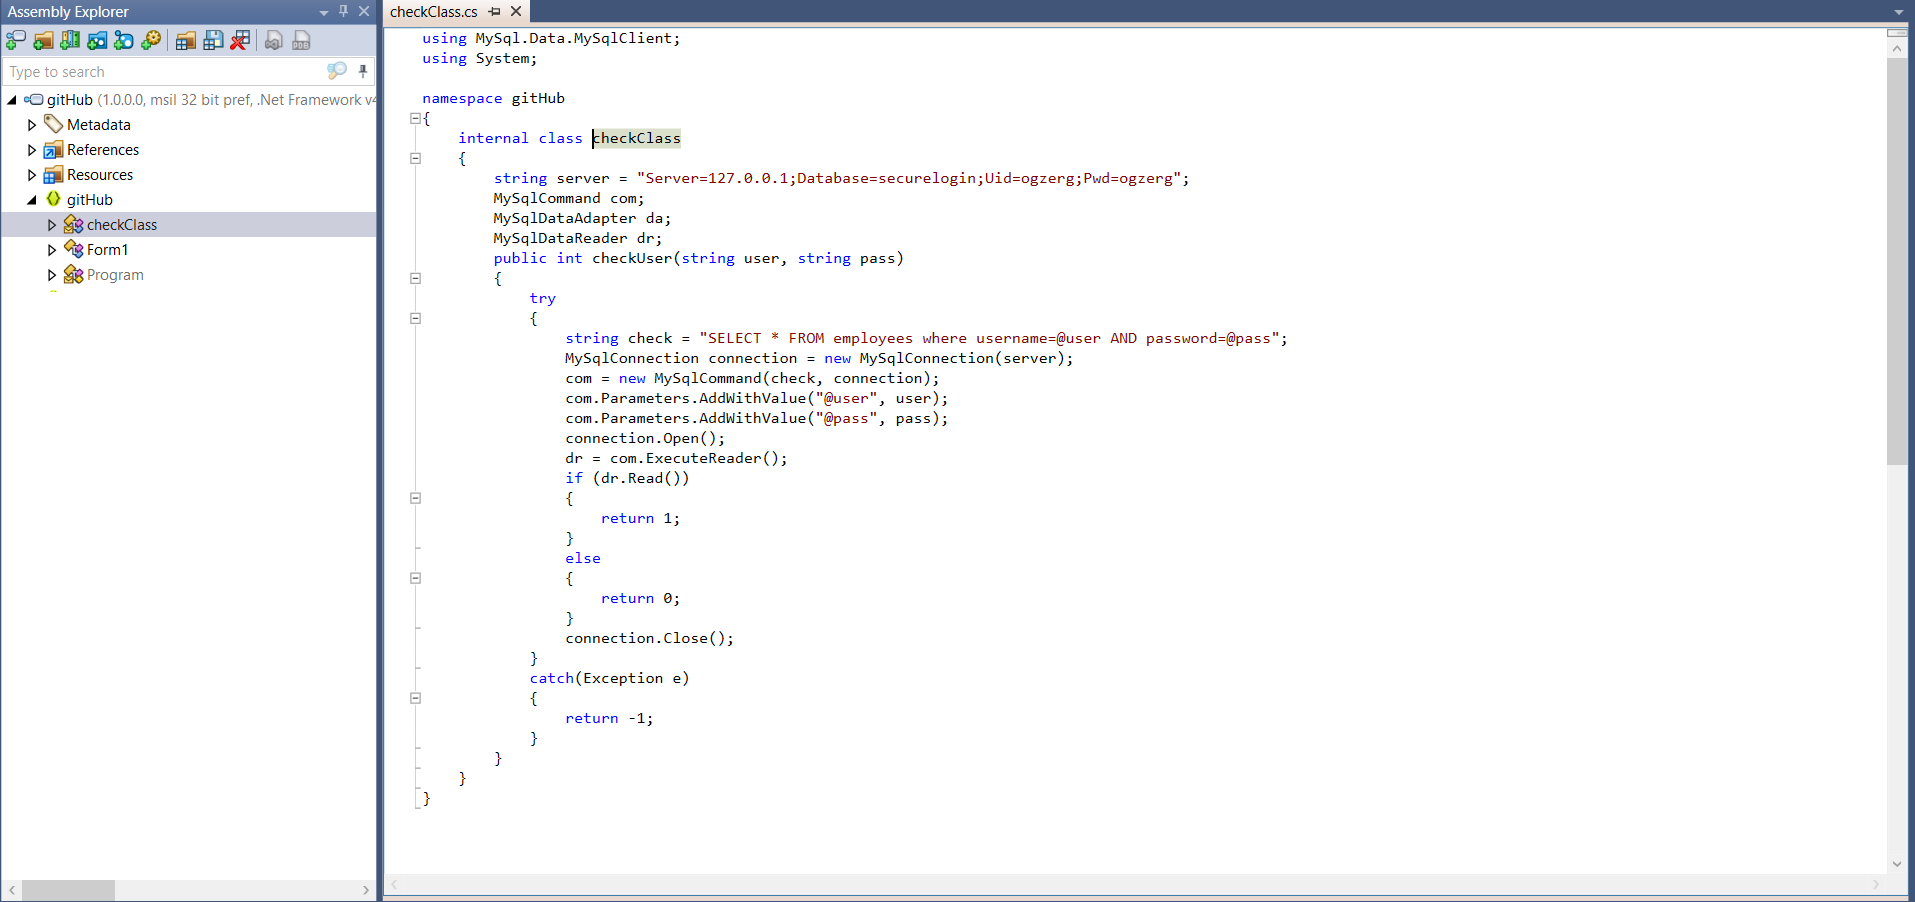 Assembly Explorer
Type to search
gitHub (1.0.0.0, msil 32 bit pref, .Net Framework v4
Metadata
References
Resources
gitHub
checkClass
Form1
Program
checkClass.cs
using MySql.Data.MySqlClient;
using System;
namespace gitHub
{
internal class checkClass
{
string server = "Server=127.0.0.1;Database=securelogin;Uid=ogzerg;Pwd=ogzerg";
MySqlCommand com;
MySqlDataAdapter da;
MySqlDataReader dr;
public int checkUser(string user, string pass)
{
try
{
string check = "SELECT * FROM employees where username=@user AND password=@pass";
MySqlConnection connection = new MySqlConnection(server);
com = new MySqlCommand(check, connection);
com.Parameters.AddWithValue("@user", user);
com.Parameters.AddWithValue("@pass", pass);
connection.Open();
dr = com.ExecuteReader();
if (dr.Read())
{
return 1;
}
else
{
return 0;
}
connection.Close();
}
catch(Exception e)
{
return -1;
}
}
}
}